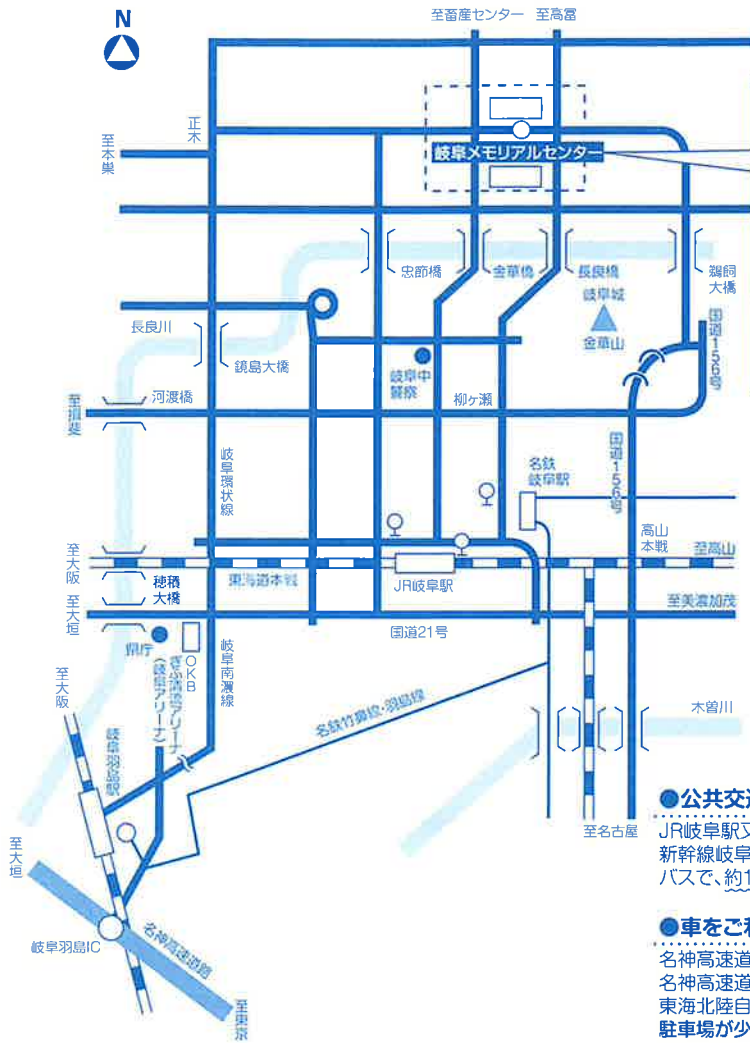 N
至畜産センター
至高富
正木
至本巣
岐阜メモリアルセンター
忠節橋
金華橋
長良橋
鵜飼
大橋
岐阜城
金華山
国道156号
長良川
鏡島大橋
岐阜中
警察
柳ヶ瀬
至揖斐
河渡橋
岐阜環状線
名鉄
岐阜駅
国道156号
高山
本戦
至高山
至大阪
穂積
大橋
東海道本線
JR岐阜駅
至大垣
至美濃加茂
国道21号
県庁
OKB
ぎふ清流アリーナ
(岐阜アリーナ)
岐阜南濃線
至大阪
岐阜羽島駅
名鉄竹鼻線・羽島線
木曽川
至名古屋
至大垣
岐阜羽島IC
名神高速道路
至東京
●公共交
JR岐阜駅又
新幹線岐阜
バスで、約1
●車をご
名神高速道
名神高速道
東海北陸自
駐車場が少